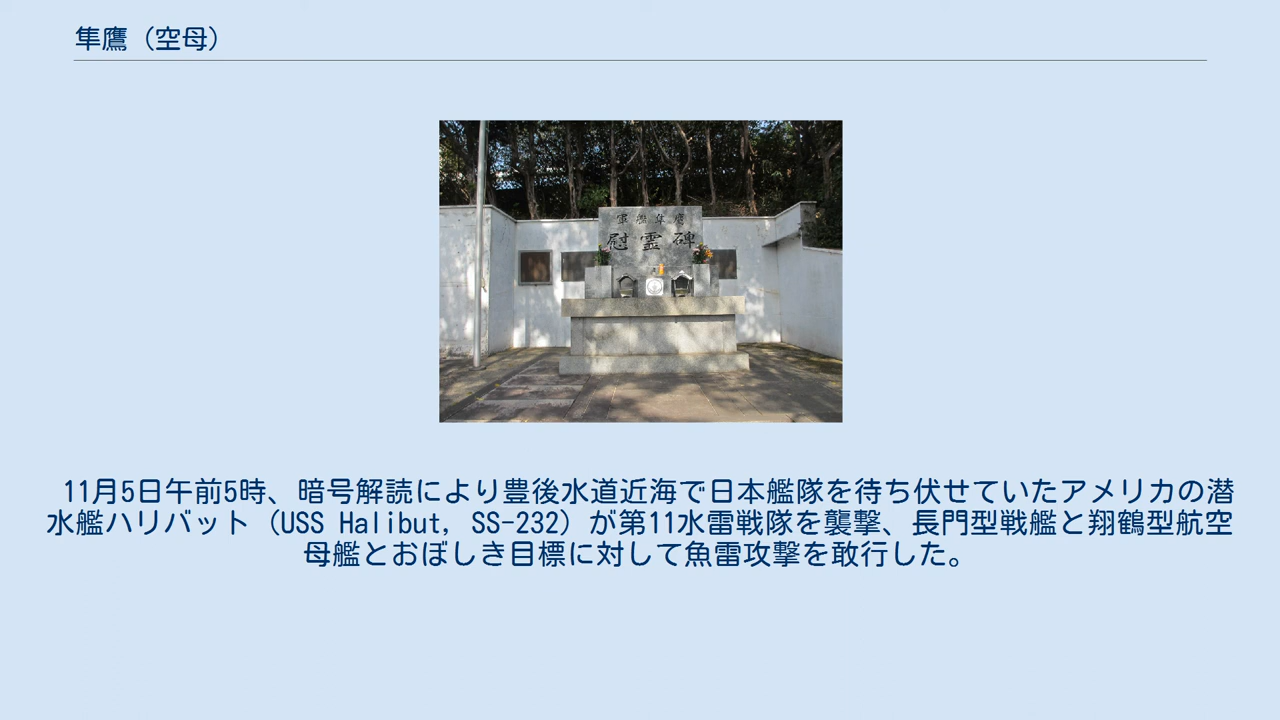 隼鷹（空母）
軍艦隼鷹
慰霊碑
11月5日午前5時、暗号解読により豊後水道近海で日本艦隊を待ち伏せていたアメリカの潜
水艦ハリバット（USS Halibut, SS-232）が第11水雷戦隊を襲撃、長門型戦艦と翔鶴型航空
母艦とおぼしき目標に対して魚雷攻撃を敢行した。